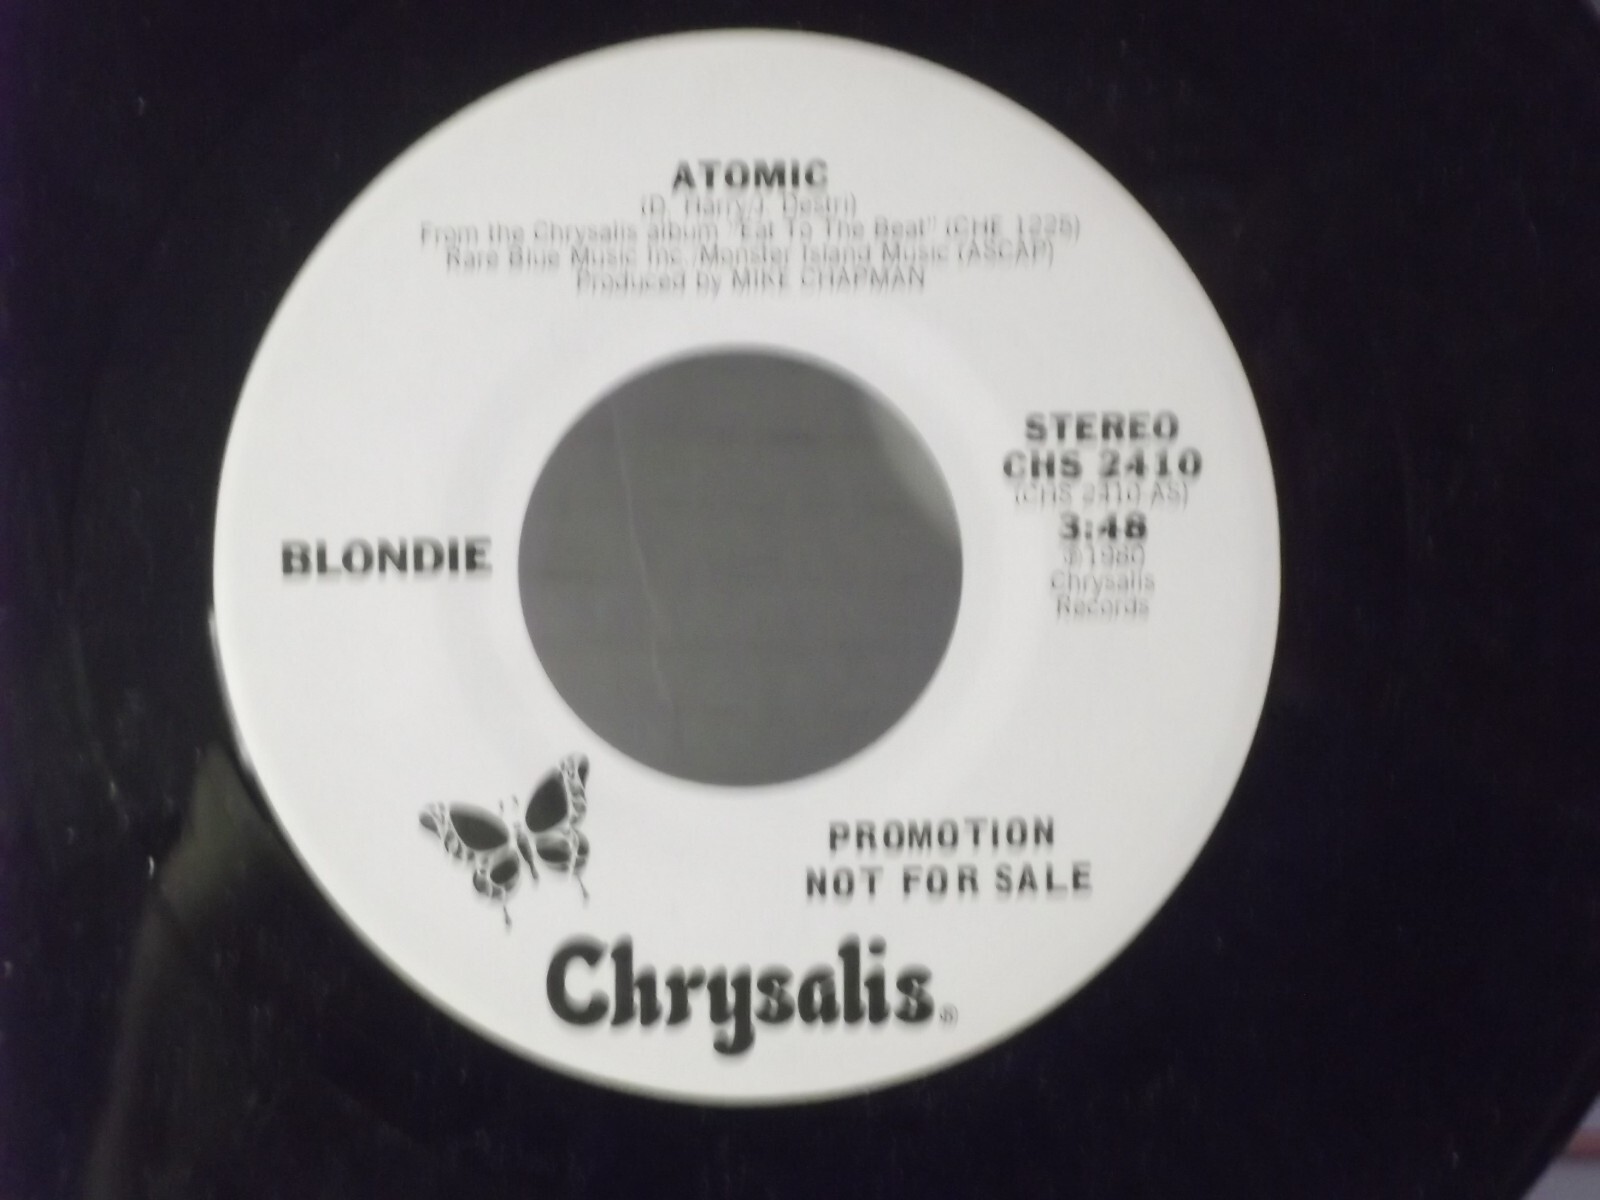 ATOMIC
(D. Harry/J. Destri)
From the Chrysalis album "Eat To The Beat" (CHE 1225)
Rare Blue Music Inc./Monster Island Music (ASCAP)
Produced by MIKE CHAPMAN
STEREO
CHS 2410
(CHS 2410 AS)
3:48
℗1980
Chrysalis
Records
BLONDIE
PROMOTION
NOT FOR SALE
Chrysalis®